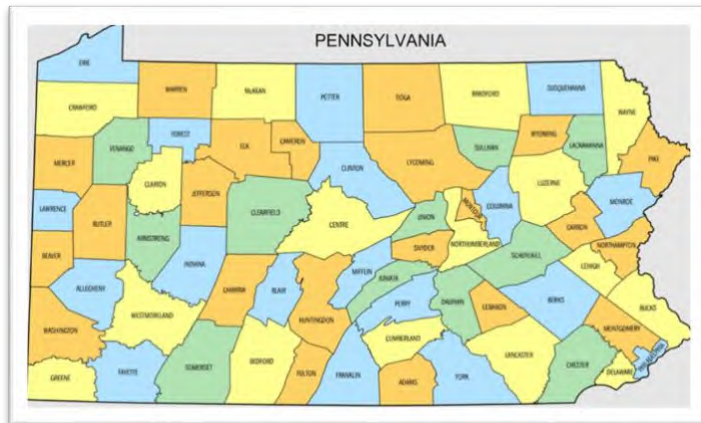 PENNSYLVANIA
ERIE
WARREN
McKEAN
POTTER
TIOGA
BRADFORD
SUSQUEHANNA
WAYNE
CRAWFORD
FOREST
VENANGO
ELK
CAMERON
SULLIVAN
WYOMING
LACKAWANNA
PIKE
MERCER
CLINTON
LYCOMING
CLARION
JEFFERSON
CLEARFIELD
LUZERNE
COLUMBIA
MONTOUR
MONROE
LAWRENCE
BUTLER
CENTRE
UNION
CARBON
ARMSTRONG
SNYDER
NORTHUMBERLAND
NORTHAMPTON
BEAVER
INDIANA
MIFFLIN
SCHUYLKILL
LEHIGH
ALLEGHENY
CAMBRIA
BLAIR
JUNIATA
HUNTINGDON
PERRY
DAUPHIN
LEBANON
BERKS
BUCKS
WESTMORELAND
WASHINGTON
MONTGOMERY
CUMBERLAND
LANCASTER
PHILADELPHIA
GREENE
FAYETTE
SOMERSET
BEDFORD
FULTON
FRANKLIN
ADAMS
YORK
CHESTER
DELAWARE